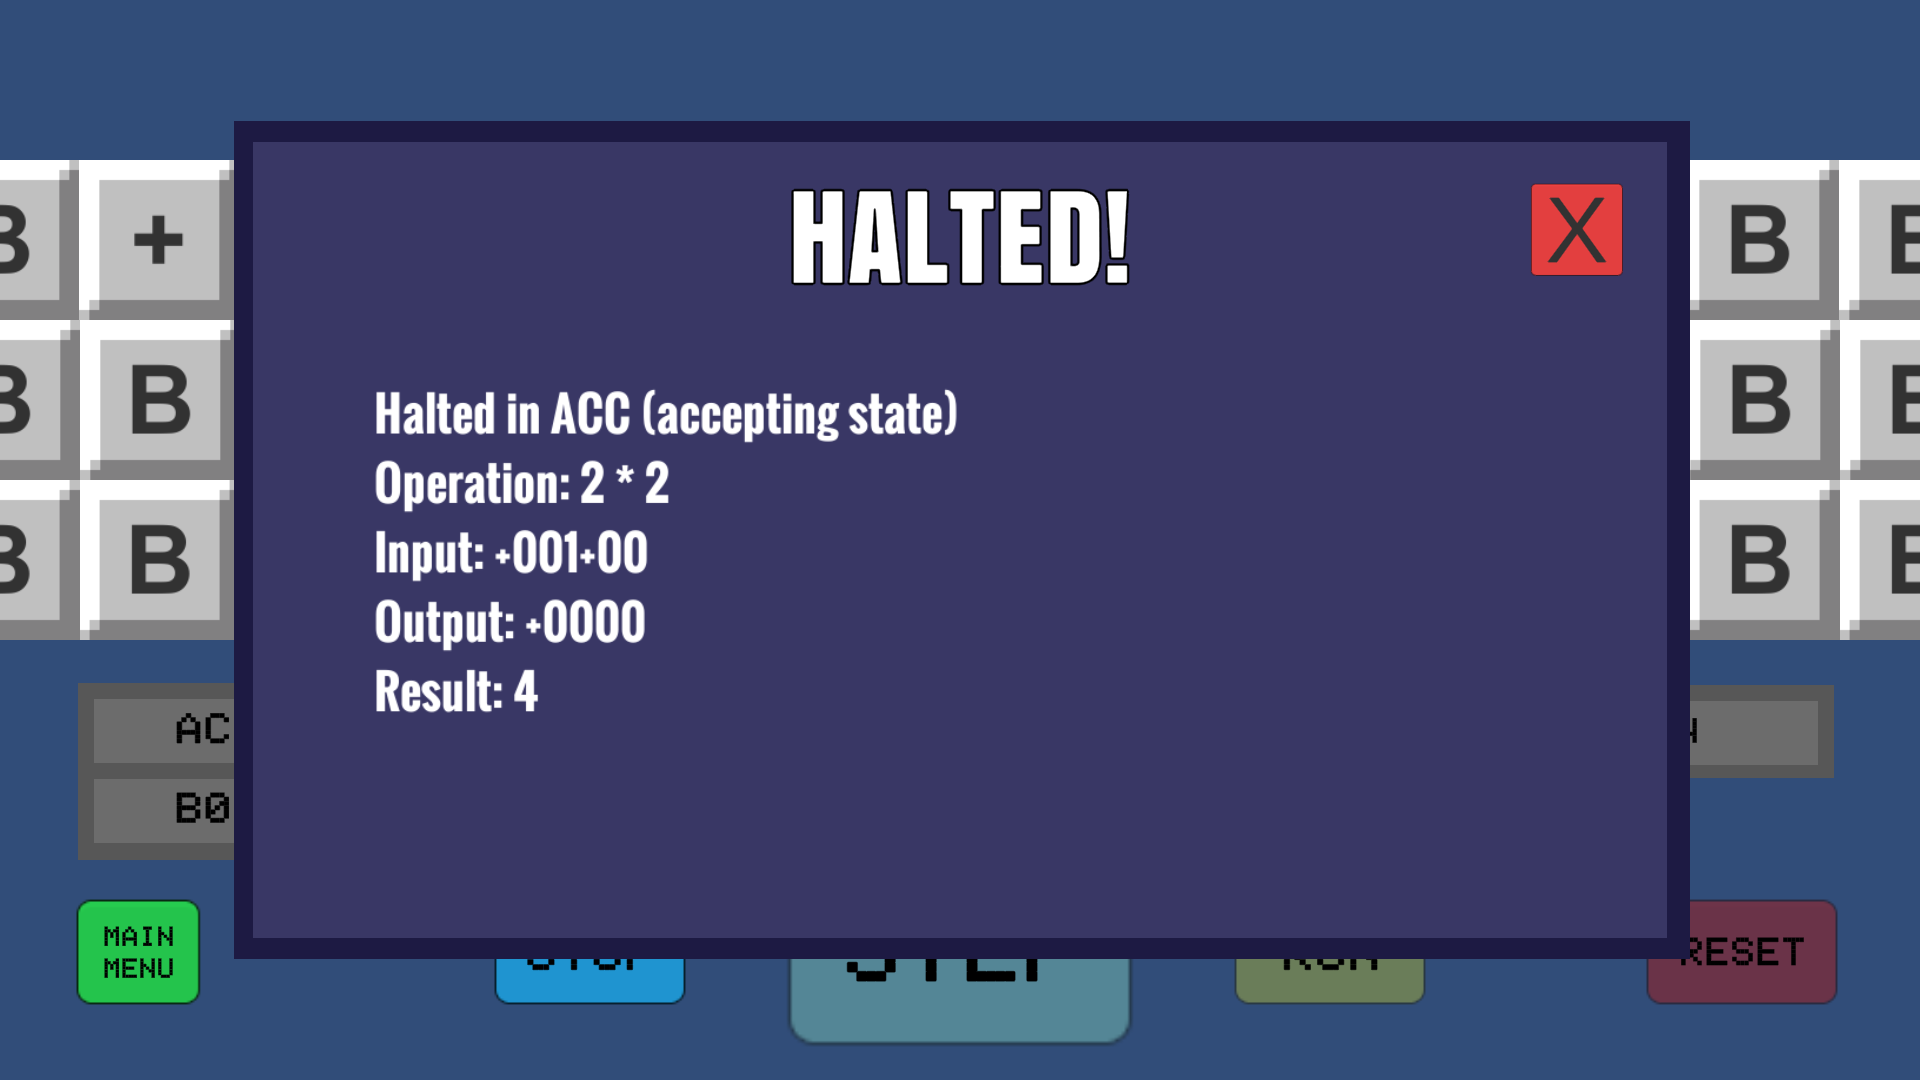 HALTED!
X
B + B B
Halted in ACC (accepting state)
B B B B
Operation: 2 * 2
Input: +001+00
B B B B
Output: +0000
Result: 4
AC
B0
MAIN
MENU
STOP
STEP
RUN
RESET